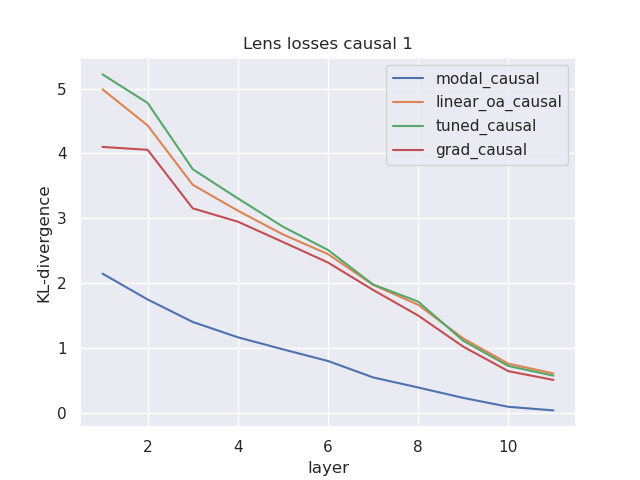 Lens losses causal 1
modal_causal
linear_oa_causal
tuned_causal
grad_causal
KL-divergence
5
4
3
2
1
0
2 4 6 8 10
layer